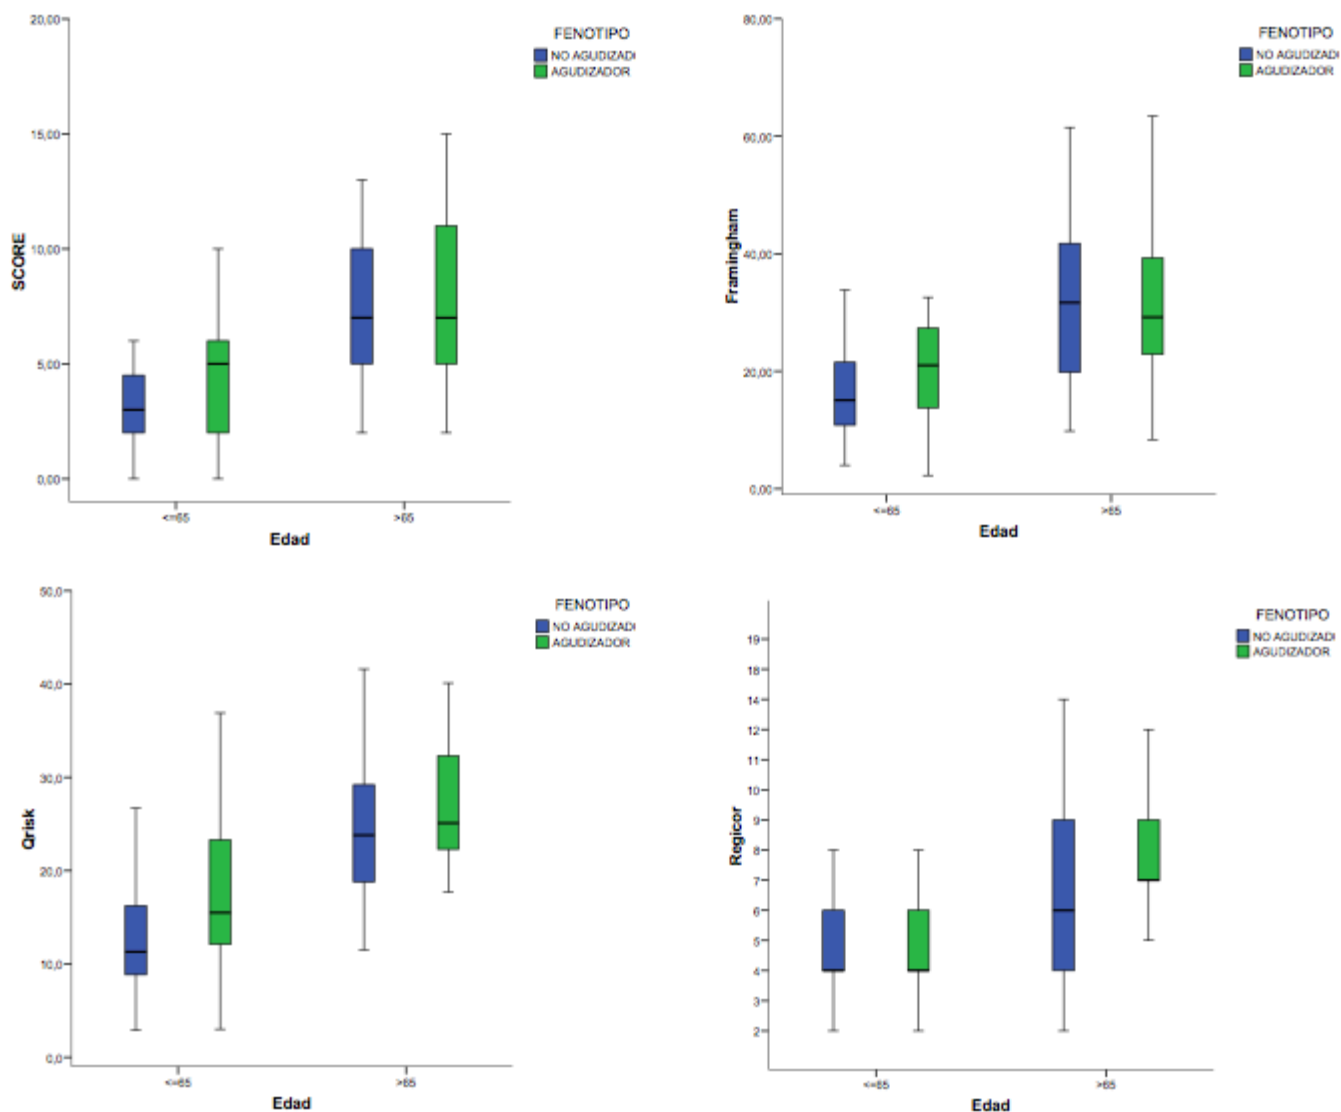 20,00
15,00
10,00
5,00
0,00
SCORE
<=65
>65
Edad
FENOTIPO
NO AGUDIZADI
AGUDIZADOR
80,00
60,00
40,00
20,00
0,00
Framingham
<=65
>65
Edad
FENOTIPO
NO AGUDIZADI
AGUDIZADOR
50,0
40,0
30,0
20,0
10,0
0,0
Qrisk
<=65
>65
Edad
FENOTIPO
NO AGUDIZADI
AGUDIZADOR
19
18
14
12
11
10
9
8
7
6
5
4
3
2
Regicor
<=65
>65
Edad
FENOTIPO
NO AGUDIZADI
AGUDIZADOR